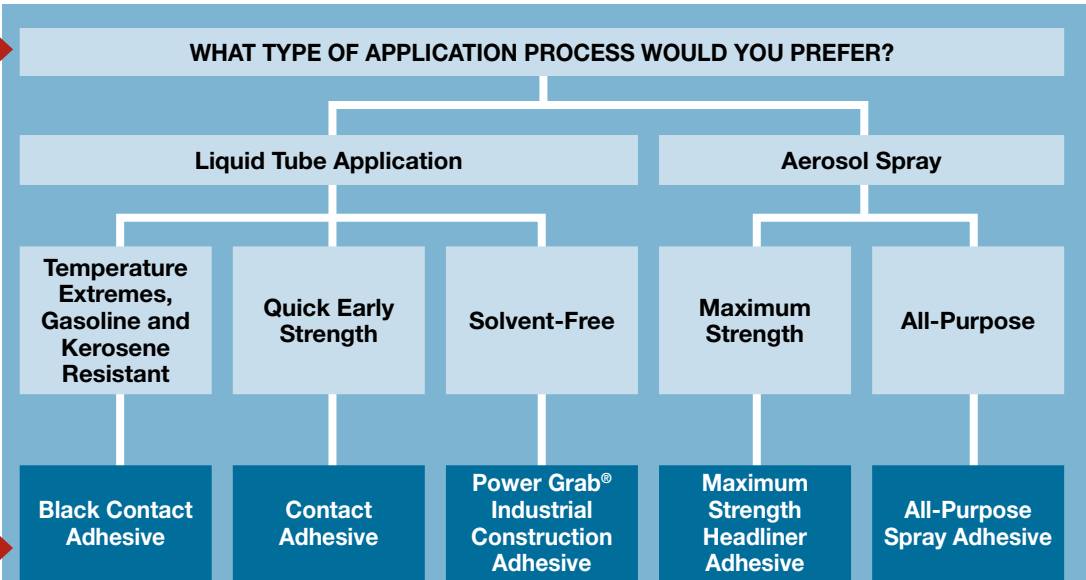 WHAT TYPE OF APPLICATION PROCESS WOULD YOU PREFER?
Liquid Tube Application
Aerosol Spray
Temperature
Extremes,
Gasoline and
Kerosene
Resistant
Quick Early
Strength
Solvent-Free
Maximum
Strength
All-Purpose
Black Contact
Adhesive
Contact
Adhesive
Power Grab®
Industrial
Construction
Adhesive
Maximum
Strength
Headliner
Adhesive
All-Purpose
Spray Adhesive